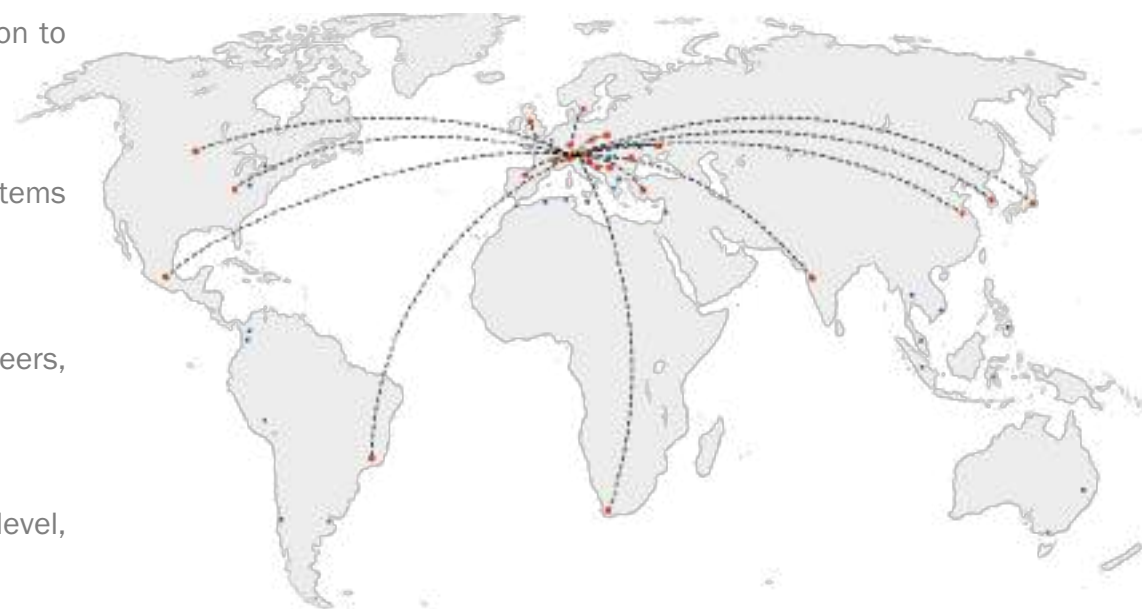 on to
tems
eers,
level,